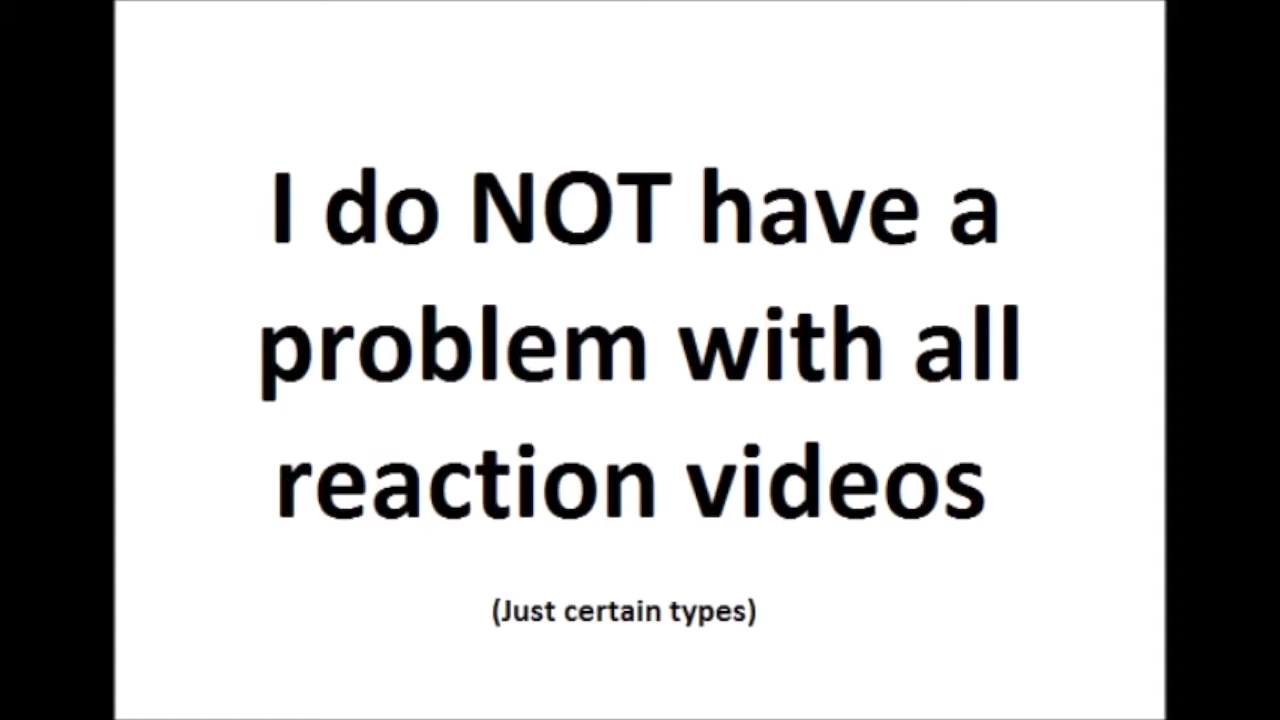 I do NOT have a
problem with all
reaction videos
(Just certain types)